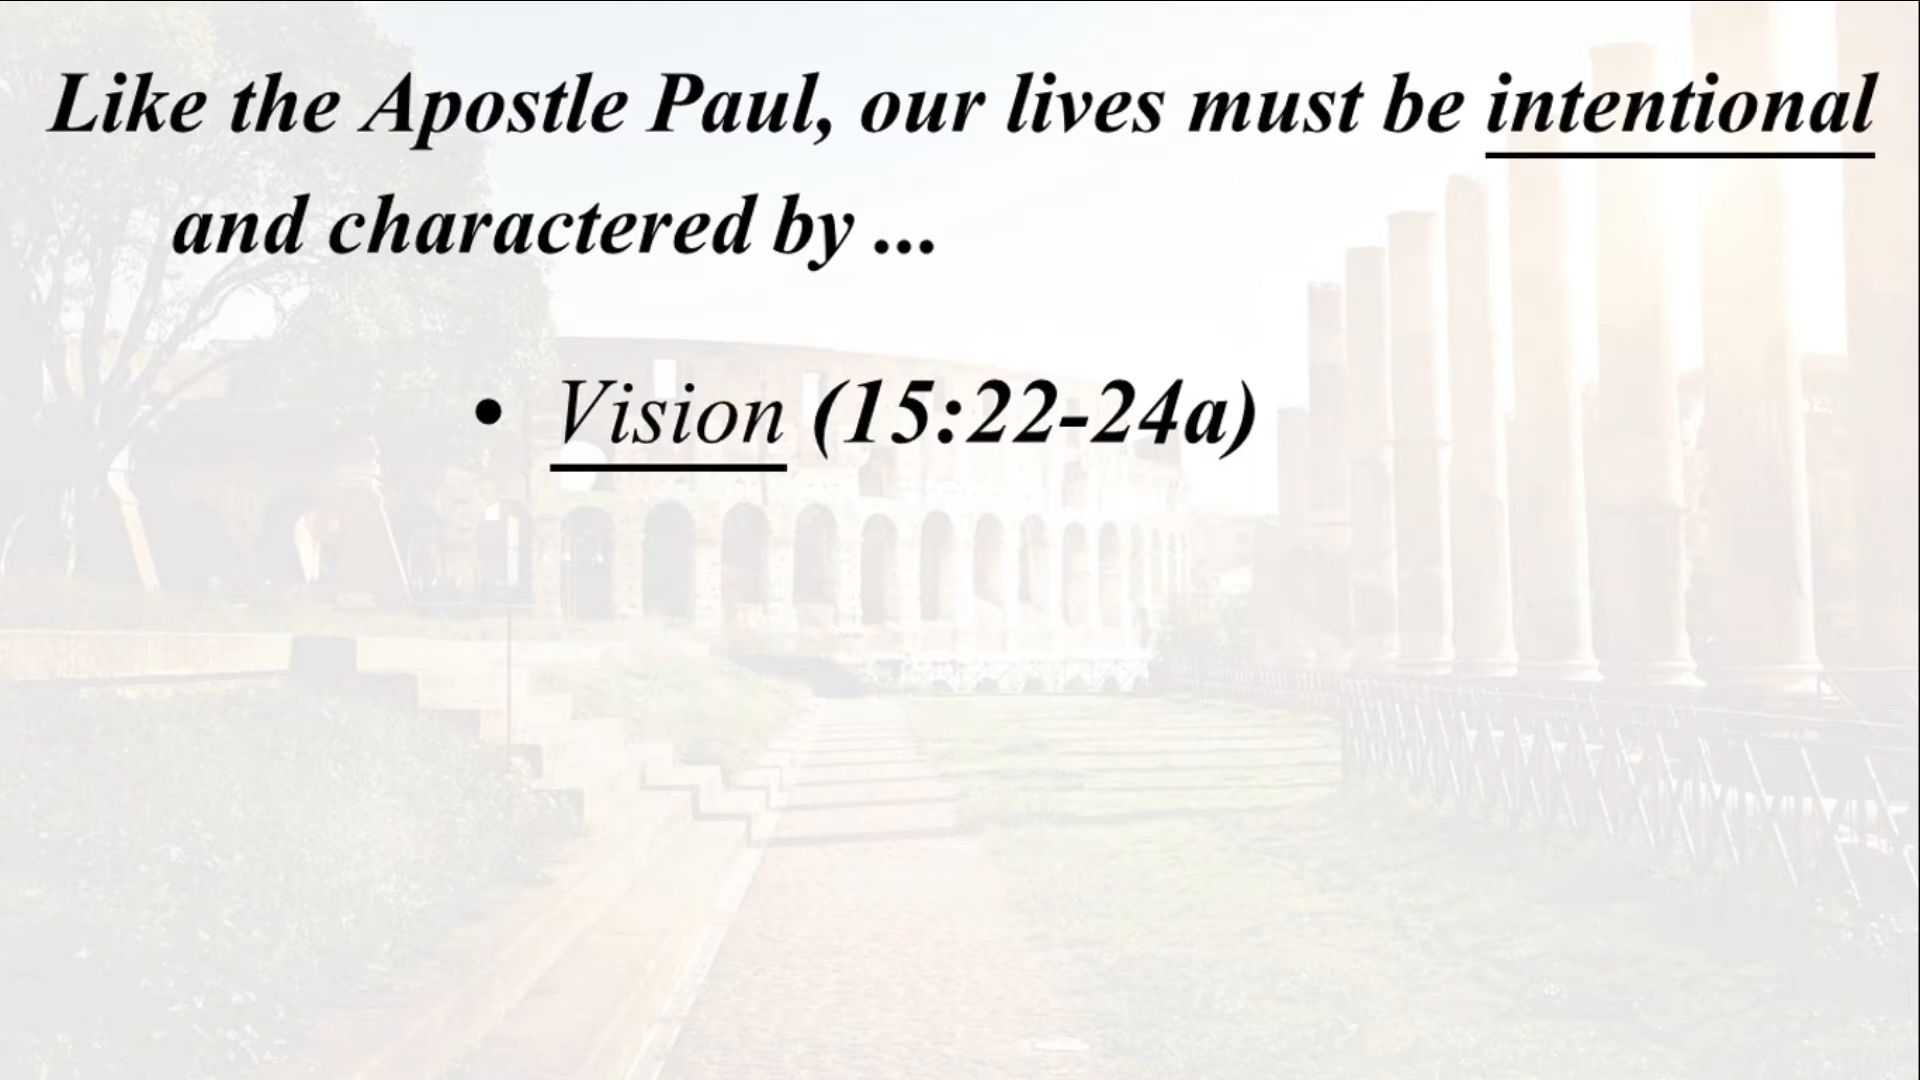 Like the Apostle Paul, our lives must be intentional
and charactered by ...
• Vision (15:22-24a)